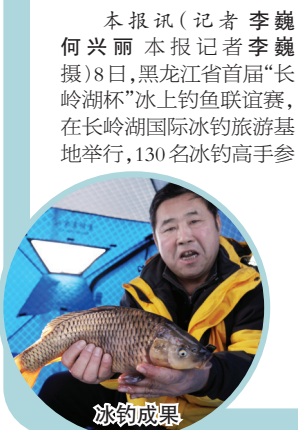 本报讯(记者 李巍
何兴丽 本报记者 李巍
摄)8日,黑龙江省首届“长
岭湖杯”冰上钓鱼联谊赛,
在长岭湖国际冰钓旅游基
地举行,130名冰钓高手参
冰钓成果